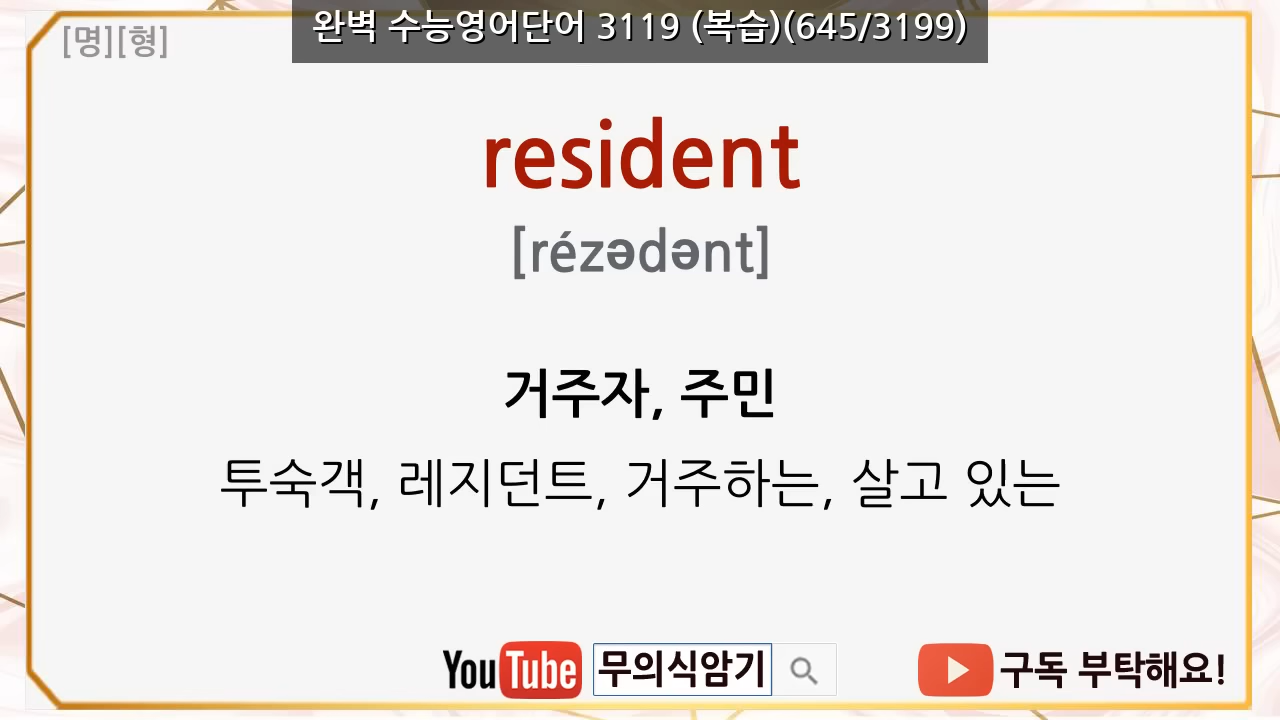 완벽 수능영어단어 3119 (복습)(645/3199)
[명][형]
resident
[rézədənt]
거주자, 주민
투숙객, 레지던트, 거주하는, 살고 있는
YouTube 무의식암기 구독 부탁해요!